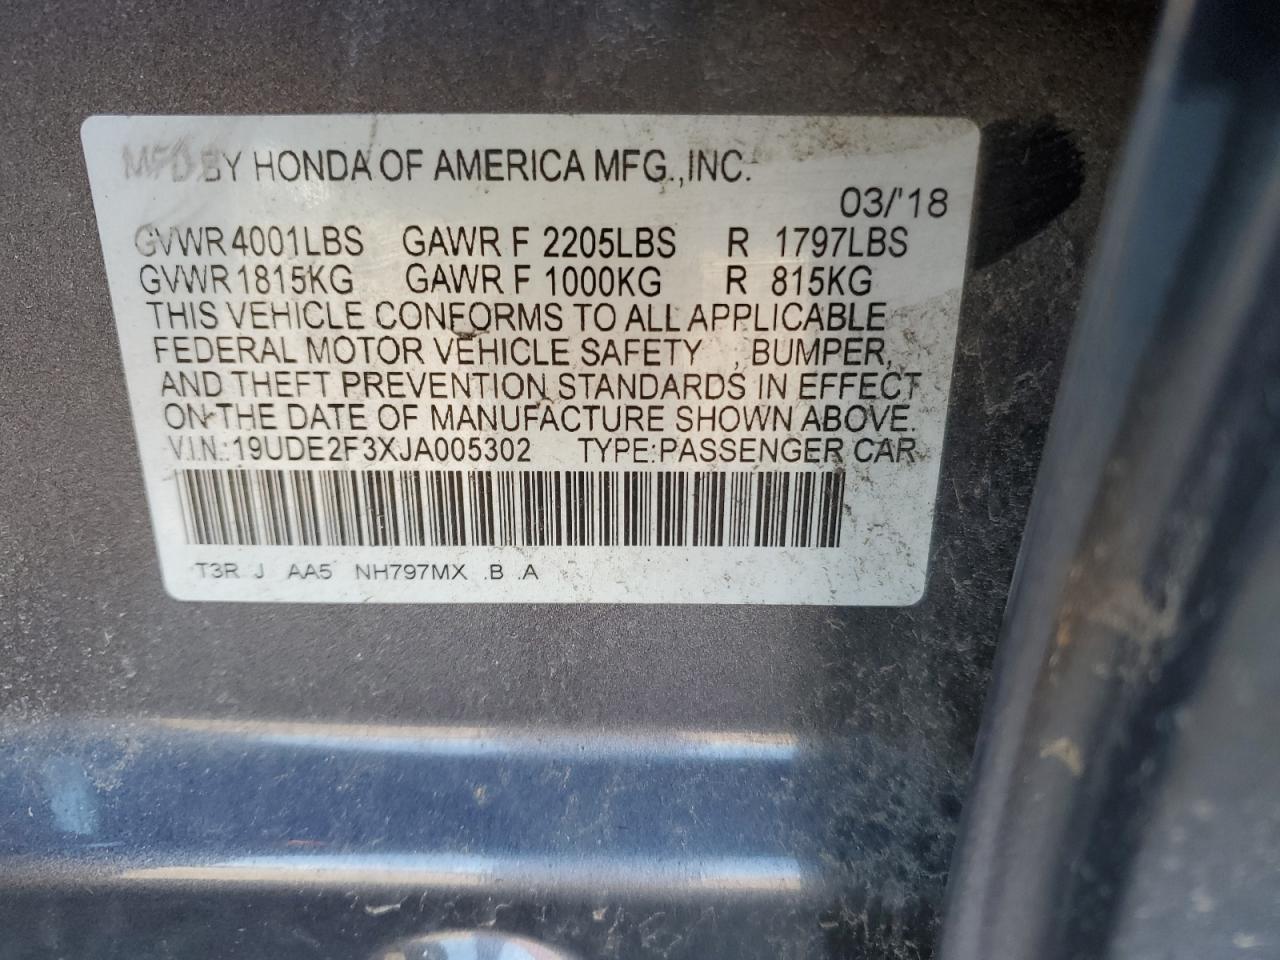 MFD. BY HONDA OF AMERICA MFG.,INC.
03/'18
GVWR 4001LBS GAWR F 2205LBS R 1797LBS
GVWR 1815KG GAWR F 1000KG R 815KG
THIS VEHICLE CONFORMS TO ALL APPLICABLE
FEDERAL MOTOR VEHICLE SAFETY , BUMPER,
AND THEFT PREVENTION STANDARDS IN EFFECT
ON THE DATE OF MANUFACTURE SHOWN ABOVE.
V.I.N.:19UDE2F3XJA005302 TYPE:PASSENGER CAR
T3R J AA5 NH797MX .B .A